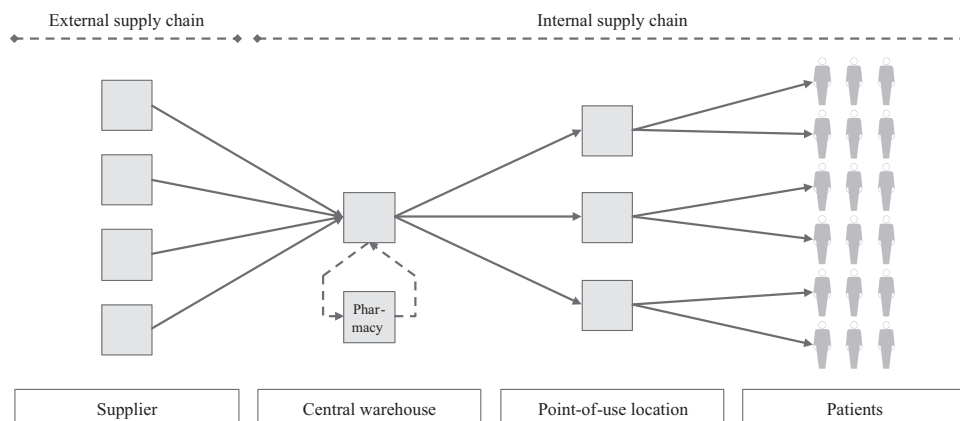 External supply chain
Internal supply chain
Phar-
macy
Supplier
Central warehouse
Point-of-use location
Patients